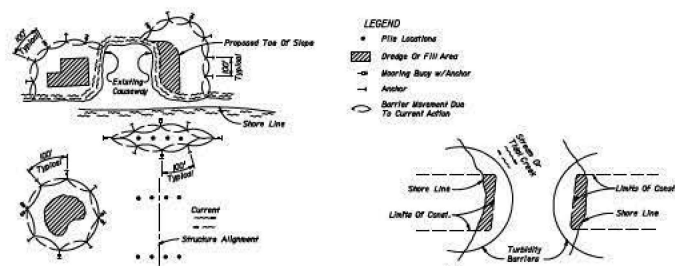 100'
Typical
Proposed Toe Of Slope
100'
Typical
Existing
Causeway
Shore Line
100'
Typical
100'
Typical
Current
Structure Alignment
LEGEND
Pile Locations
Dredge Or Fill Area
Mooring Buoy w/Anchor
Anchor
Barrier Movement Due
To Current Action
Stream Or
Tidal Creek
Shore Line
Limits Of Const.
Limits Of Const.
Shore Line
Turbidity
Barriers